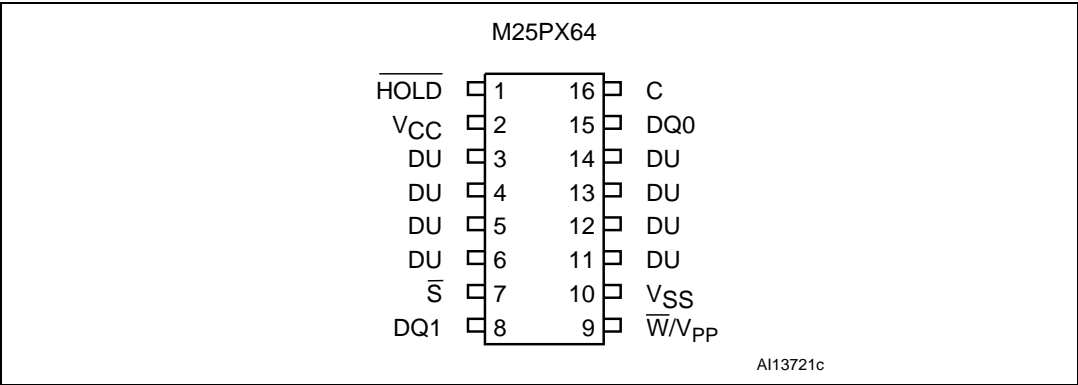 M25PX64
HOLD 1 16 C
VCC 2 15 DQ0
DU 3 14 DU
DU 4 13 DU
DU 5 12 DU
DU 6 11 DU
S 7 10 VSS
DQ1 8 9 W/VPP
AI13721c